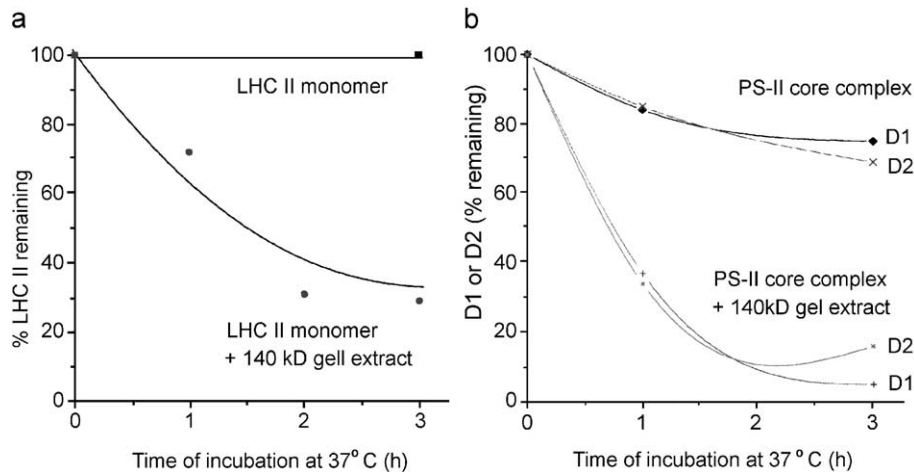 a
% LHC II remaining
100
80
60
40
20
0
0 1 2 3
LHC II monomer
LHC II monomer
+ 140 kD gell extract
Time of incubation at 37° C (h)
b
D1 or D2 (% remaining)
100
80
60
40
20
0
0 1 2 3
PS-II core complex
D1
D2
PS-II core complex
+ 140kD gel extract
D2
D1
Time of incubation at 37° C (h)